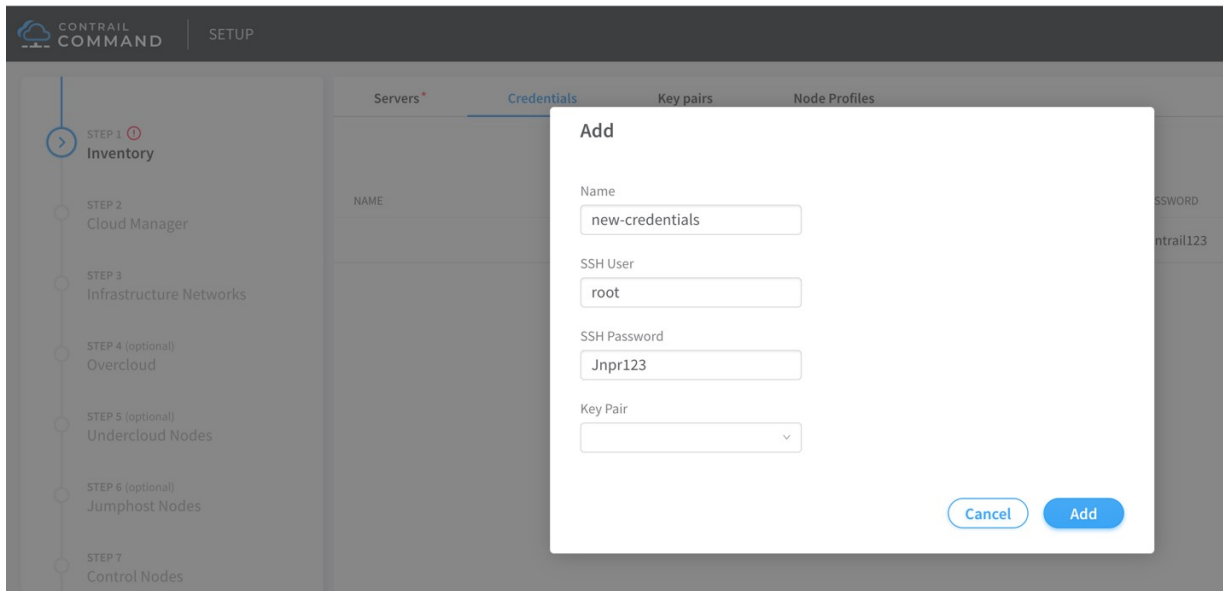 CONTRAIL
COMMAND
SETUP
Servers*
Credentials
Key pairs
Node Profiles
STEP 1
Inventory
STEP 2
Cloud Manager
STEP 3
Infrastructure Networks
STEP 4 (optional)
Overcloud
STEP 5 (optional)
Undercloud Nodes
STEP 6 (optional)
Jumphost Nodes
STEP 7
Control Nodes
NAME
SSWORD
ntrail123
Add
Name
new-credentials
SSH User
root
SSH Password
Jnpr123
Key Pair
Cancel
Add